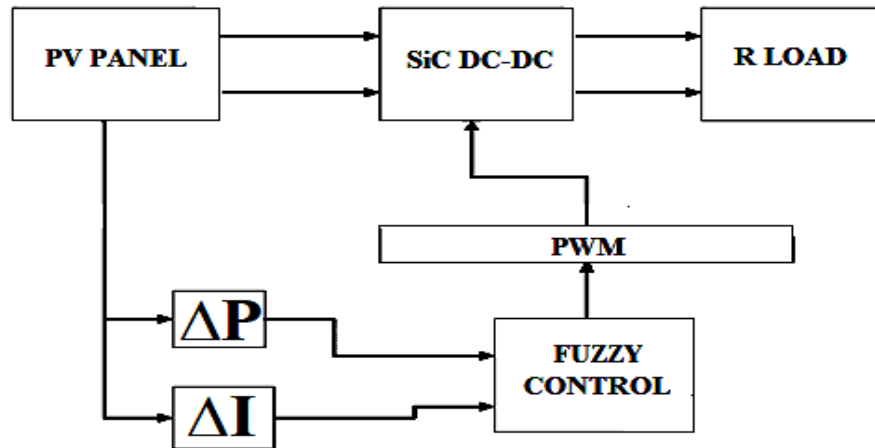 PV PANEL
SiC DC-DC
R LOAD
PWM
ΔP
FUZZY
CONTROL
ΔI